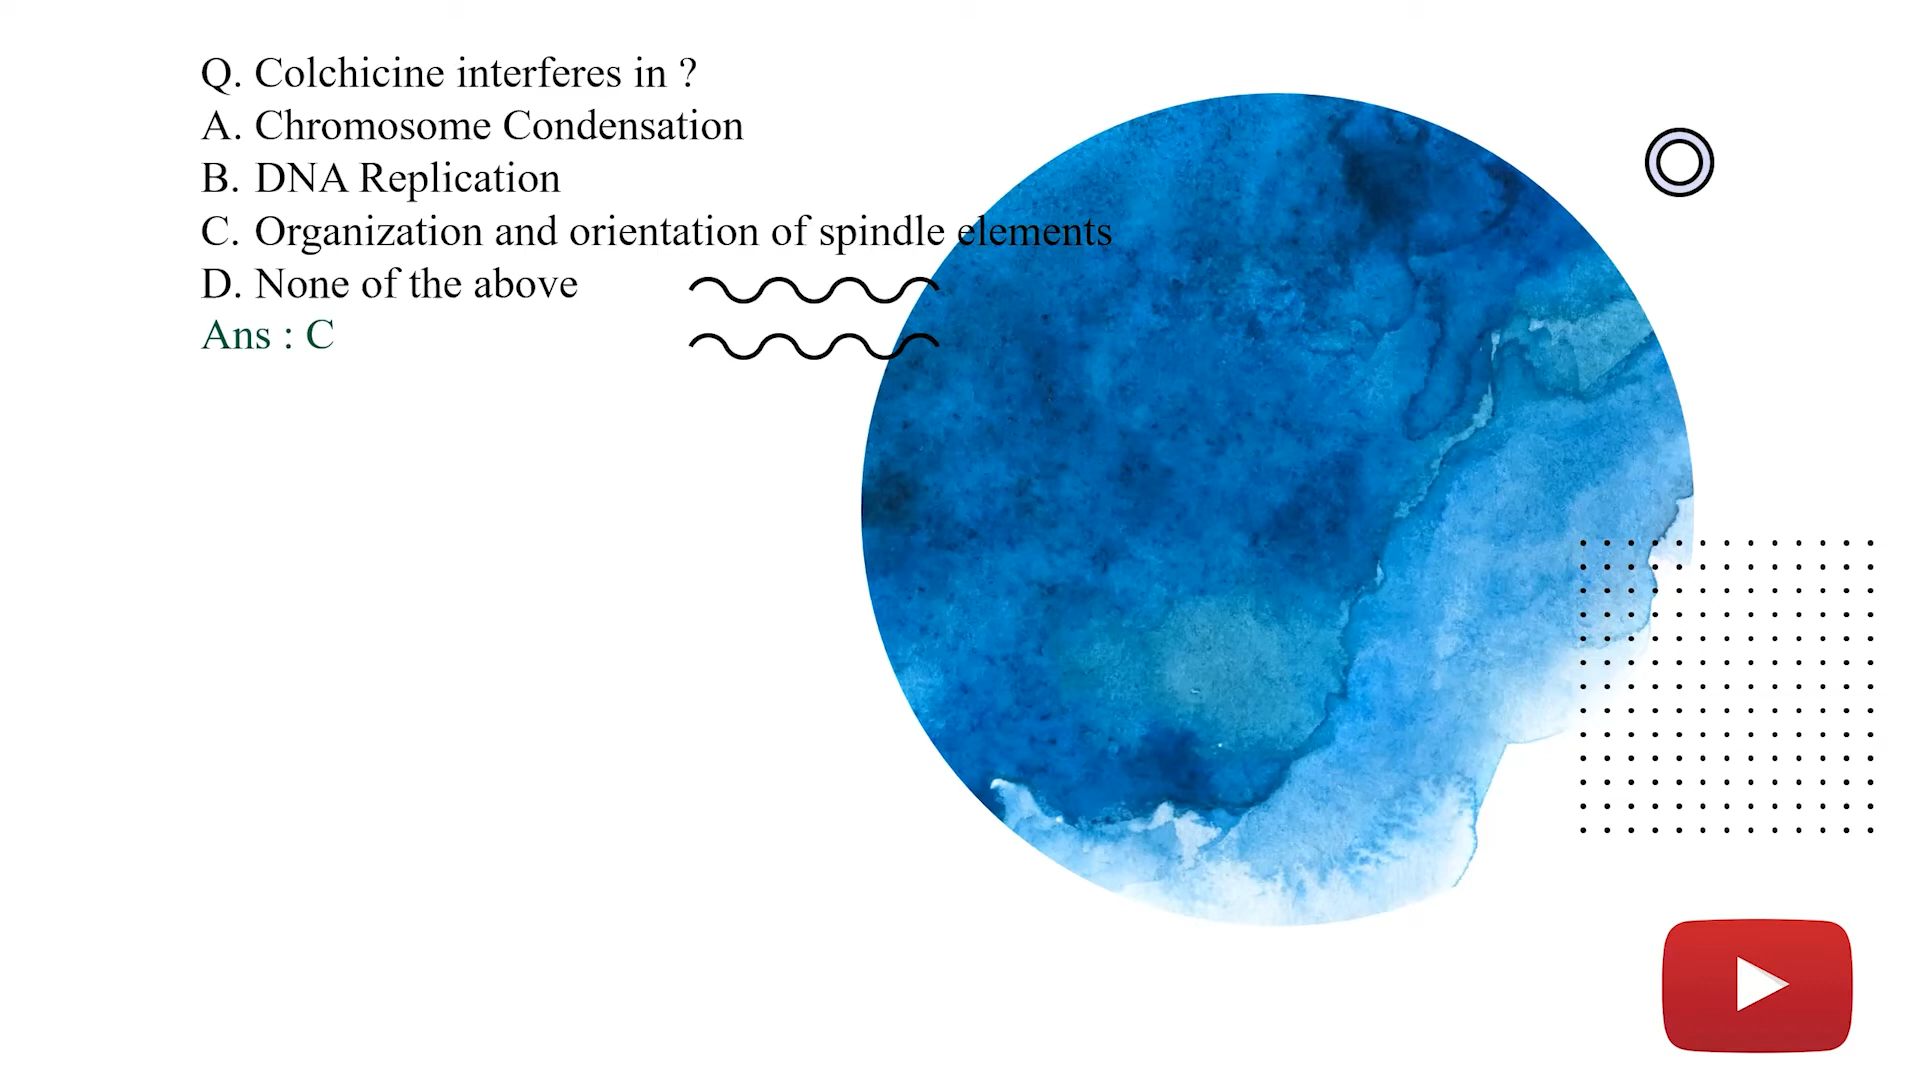 Q. Colchicine interferes in ?
A. Chromosome Condensation
B. DNA Replication
C. Organization and orientation of spindle elements
D. None of the above
Ans : C